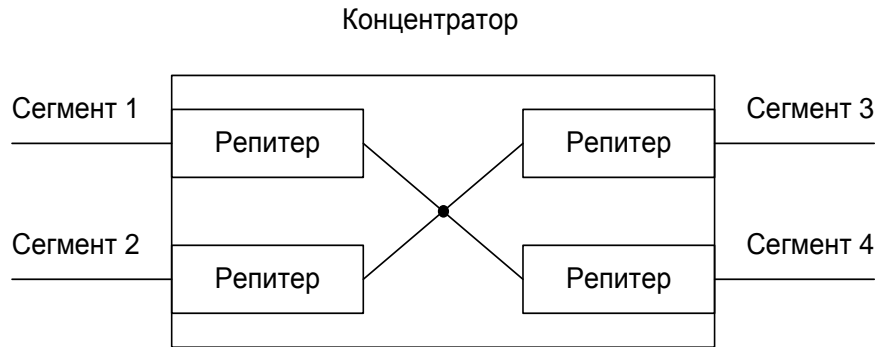 Концентратор
Сегмент 1
Репитер
Репитер
Сегмент 3
Сегмент 2
Репитер
Репитер
Сегмент 4